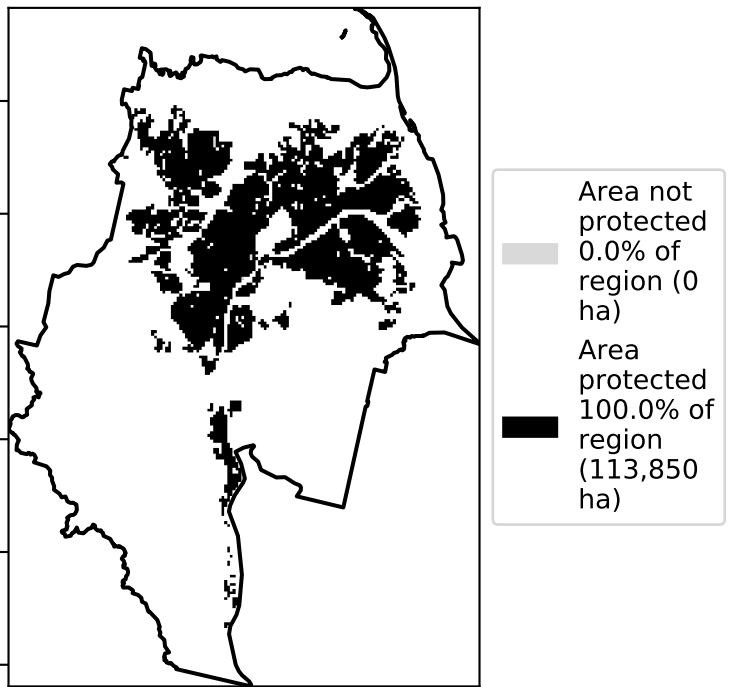 Area not
protected
0.0% of
region (0
ha)
Area
protected
100.0% of
region
(113,850
ha)